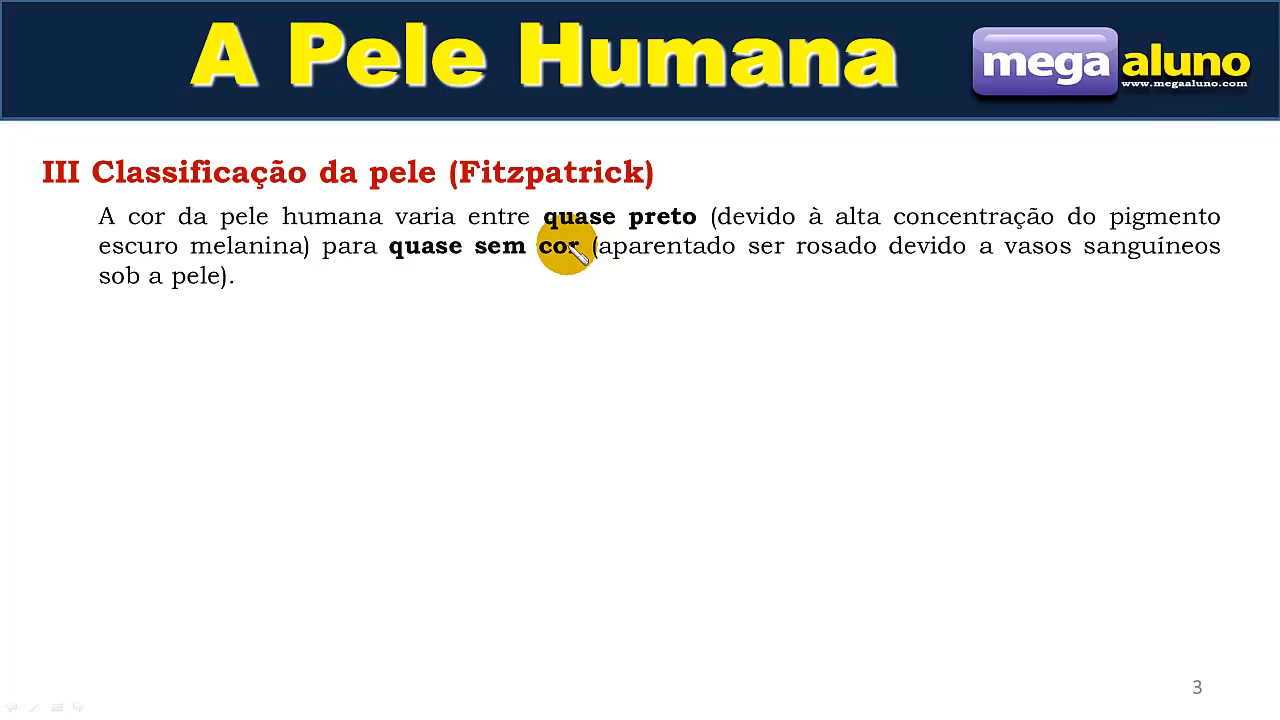 A Pele Humana
mega aluno
www.megaaluno.com
III Classificação da pele (Fitzpatrick)
A cor da pele humana varia entre quase preto (devido à alta concentração do pigmento
escuro melanina) para quase sem cor (aparentado ser rosado devido a vasos sanguíneos
sob a pele).
3